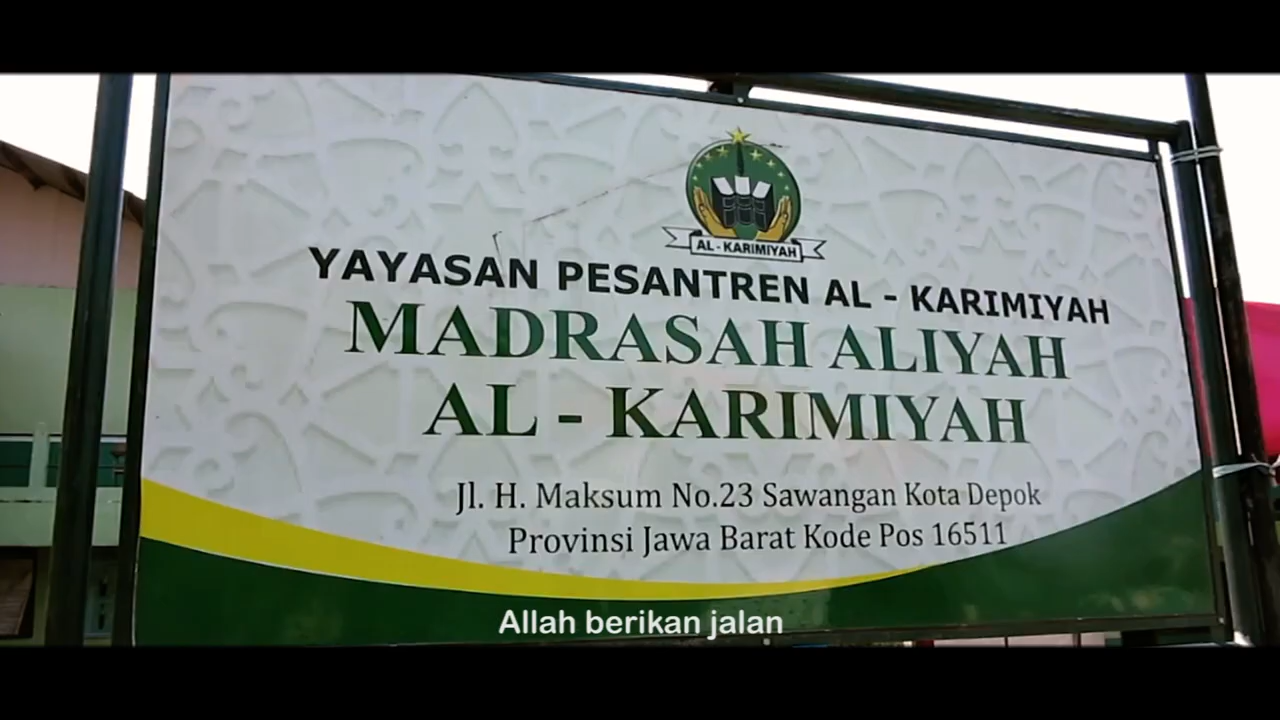 AL - KARIMIYAH
YAYASAN PESANTREN AL - KARIMIYAH
MADRASAH ALIYAH
AL - KARIMIYAH
Jl. H. Maksum No.23 Sawangan Kota Depok
Provinsi Jawa Barat Kode Pos 16511
Allah berikan jalan